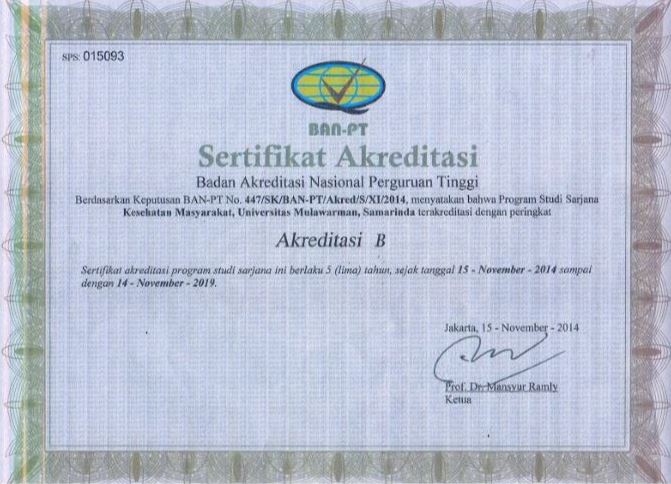 SPS: 015093
BAN-PT
Sertifikat Akreditasi
Badan Akreditasi Nasional Perguruan Tinggi
Berdasarkan Keputusan BAN-PT No. 447/SK/BAN-PT/Akred/S/XI/2014, menyatakan bahwa Program Studi Sarjana
Kesehatan Masyarakat, Universitas Mulawarman, Samarinda terakreditasi dengan peringkat
Akreditasi B
Sertifikat akreditasi program studi sarjana ini berlaku 5 (lima) tahun, sejak tanggal 15 - November - 2014 sampai
dengan 14 - November - 2019.
Jakarta, 15 - November - 2014
Prof. Dr. Mansyur Ramly
Ketua